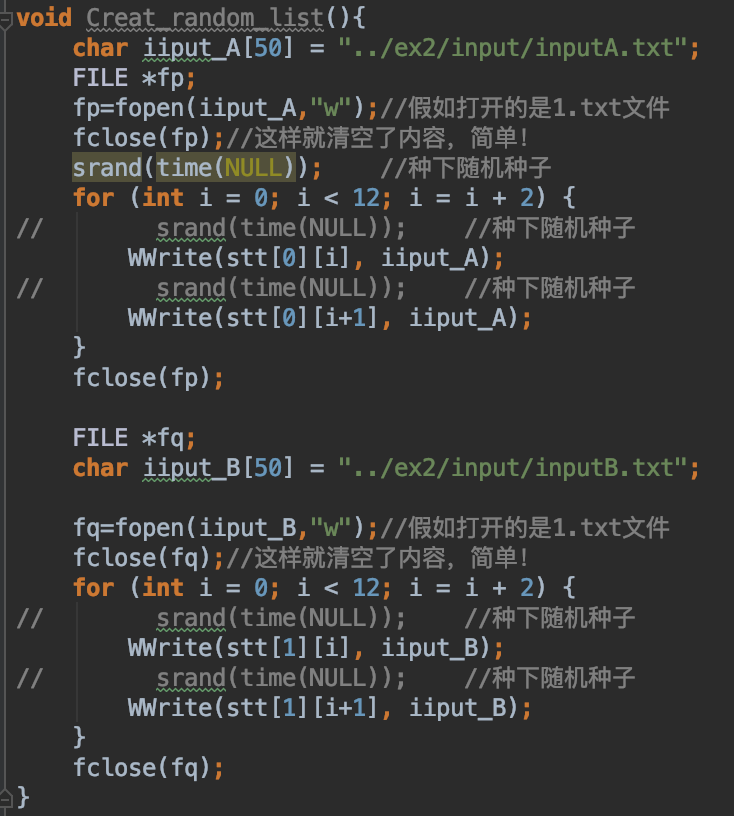 void Creat_random_list(){
    char iiput_A[50] = "../ex2/input/inputA.txt";
    FILE *fp;
    fp=fopen(iiput_A,"w");//假如打开的是1.txt文件
    fclose(fp);//这样就清空了内容，简单!
    srand(time(NULL));    //种下随机种子
    for (int i = 0; i < 12; i = i + 2) {
//        srand(time(NULL));    //种下随机种子
        WWrite(stt[0][i], iiput_A);
//        srand(time(NULL));    //种下随机种子
        WWrite(stt[0][i+1], iiput_A);
    }
    fclose(fp);
    FILE *fq;
    char iiput_B[50] = "../ex2/input/inputB.txt";
    fq=fopen(iiput_B,"w");//假如打开的是1.txt文件
    fclose(fq);//这样就清空了内容，简单!
    for (int i = 0; i < 12; i = i + 2) {
//        srand(time(NULL));    //种下随机种子
        WWrite(stt[1][i], iiput_B);
//        srand(time(NULL));    //种下随机种子
        WWrite(stt[1][i+1], iiput_B);
    }
    fclose(fq);
}